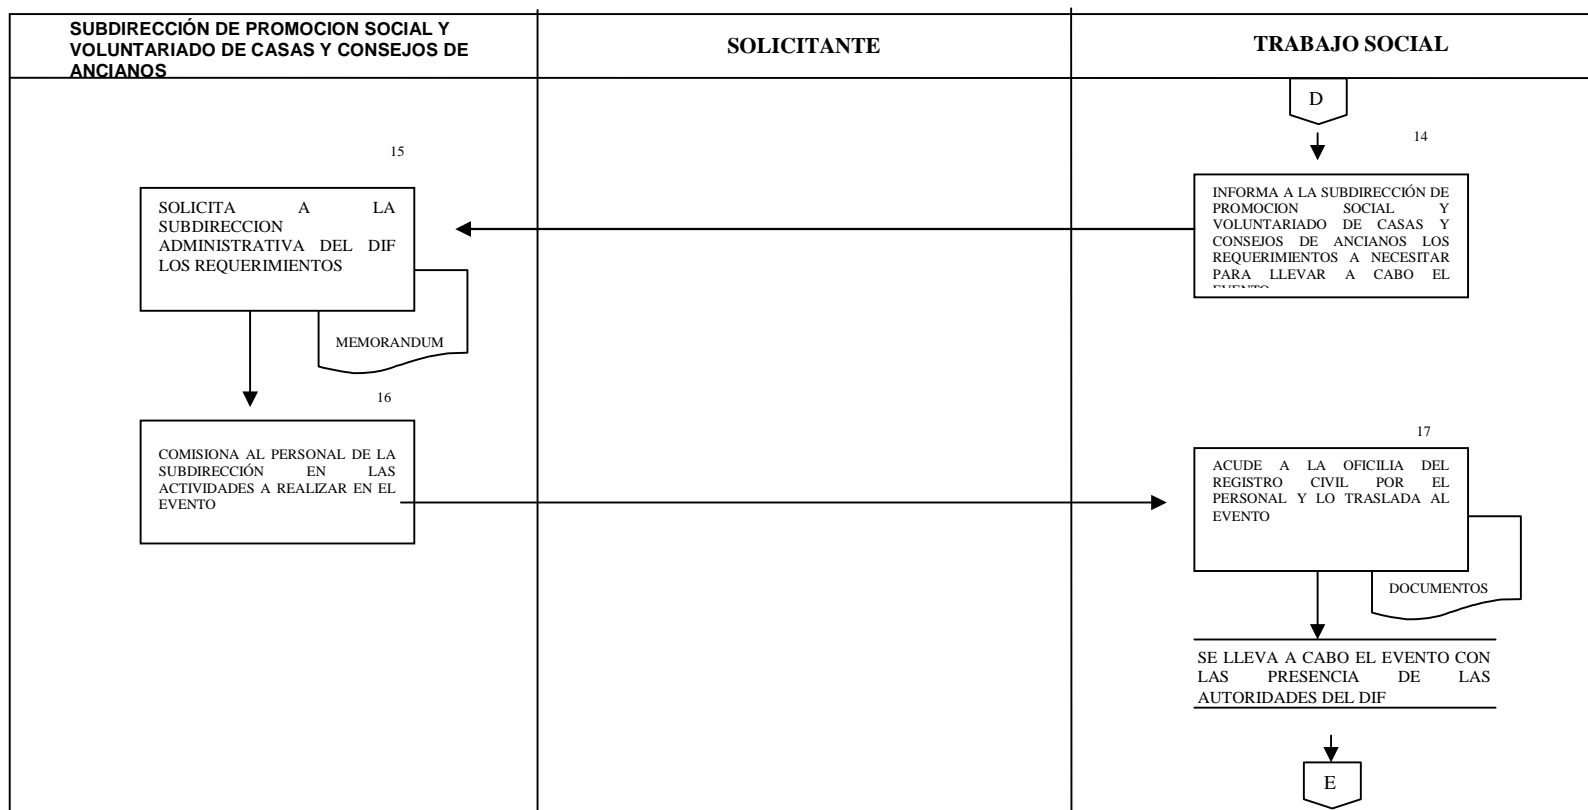 SUBDIRECCIÓN DE PROMOCION SOCIAL Y
VOLUNTARIADO DE CASAS Y CONSEJOS DE
ANCIANOS
SOLICITANTE
TRABAJO SOCIAL
D
14
INFORMA A LA SUBDIRECCIÓN DE
PROMOCION SOCIAL Y
VOLUNTARIADO DE CASAS Y
CONSEJOS DE ANCIANOS LOS
REQUERIMIENTOS A NECESITAR
PARA LLEVAR A CABO EL
EVENTO
15
SOLICITA A LA
SUBDIRECCION
ADMINISTRATIVA DEL DIF
LOS REQUERIMIENTOS
MEMORANDUM
16
COMISIONA AL PERSONAL DE LA
SUBDIRECCIÓN EN LAS
ACTIVIDADES A REALIZAR EN EL
EVENTO
17
ACUDE A LA OFICILIA DEL
REGISTRO CIVIL POR EL
PERSONAL Y LO TRASLADA AL
EVENTO
DOCUMENTOS
SE LLEVA A CABO EL EVENTO CON
LAS PRESENCIA DE LAS
AUTORIDADES DEL DIF
E